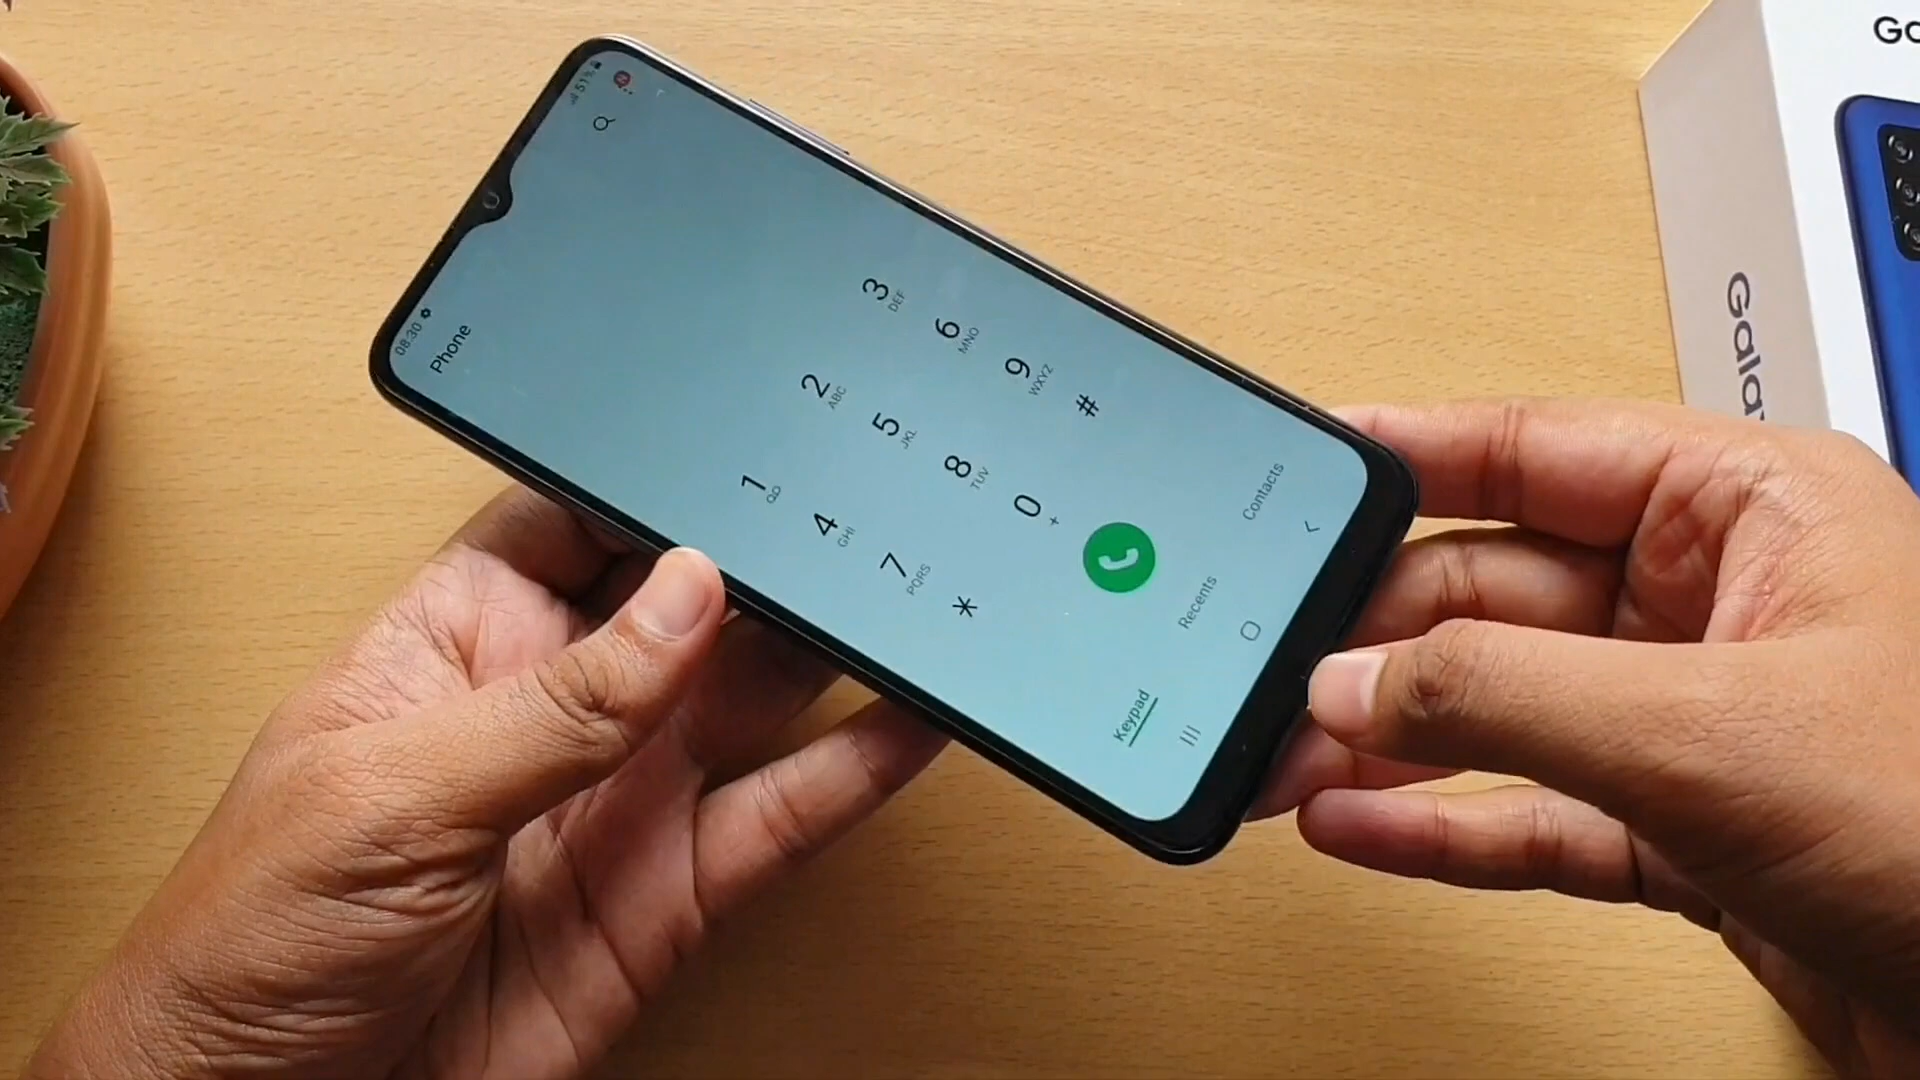 08:30
51%
Phone
1
2 ABC
3 DEF
4 GHI
5 JKL
6 MNO
7 PQRS
8 TUV
9 WXYZ
*
0 +
#
Keypad
Recents
Contacts
Ga
Gala